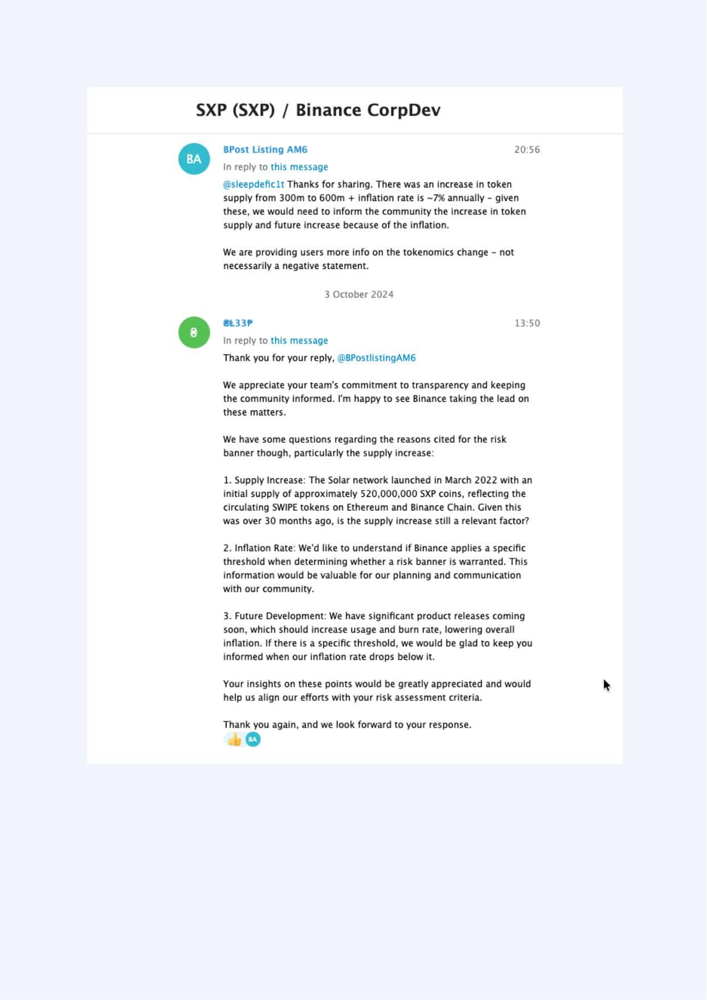 SXP (SXP) / Binance CorpDev
BA
BPost Listing AM6
20:56
In reply to this message
@sleepdefic1t Thanks for sharing. There was an increase in token
supply from 300m to 600m + inflation rate is ~7% annually – given
these, we would need to inform the community the increase in token
supply and future increase because of the inflation.
We are providing users more info on the tokenomics change – not
necessarily a negative statement.
3 October 2024
₴
₴Ⱡ33₱
13:50
In reply to this message
Thank you for your reply, @BPostlistingAM6
We appreciate your team's commitment to transparency and keeping
the community informed. I'm happy to see Binance taking the lead on
these matters.
We have some questions regarding the reasons cited for the risk
banner though, particularly the supply increase:
1. Supply Increase: The Solar network launched in March 2022 with an
initial supply of approximately 520,000,000 SXP coins, reflecting the
circulating SWIPE tokens on Ethereum and Binance Chain. Given this
was over 30 months ago, is the supply increase still a relevant factor?
2. Inflation Rate: We'd like to understand if Binance applies a specific
threshold when determining whether a risk banner is warranted. This
information would be valuable for our planning and communication
with our community.
3. Future Development: We have significant product releases coming
soon, which should increase usage and burn rate, lowering overall
inflation. If there is a specific threshold, we would be glad to keep you
informed when our inflation rate drops below it.
Your insights on these points would be greatly appreciated and would
help us align our efforts with your risk assessment criteria.
Thank you again, and we look forward to your response.
👍 BA